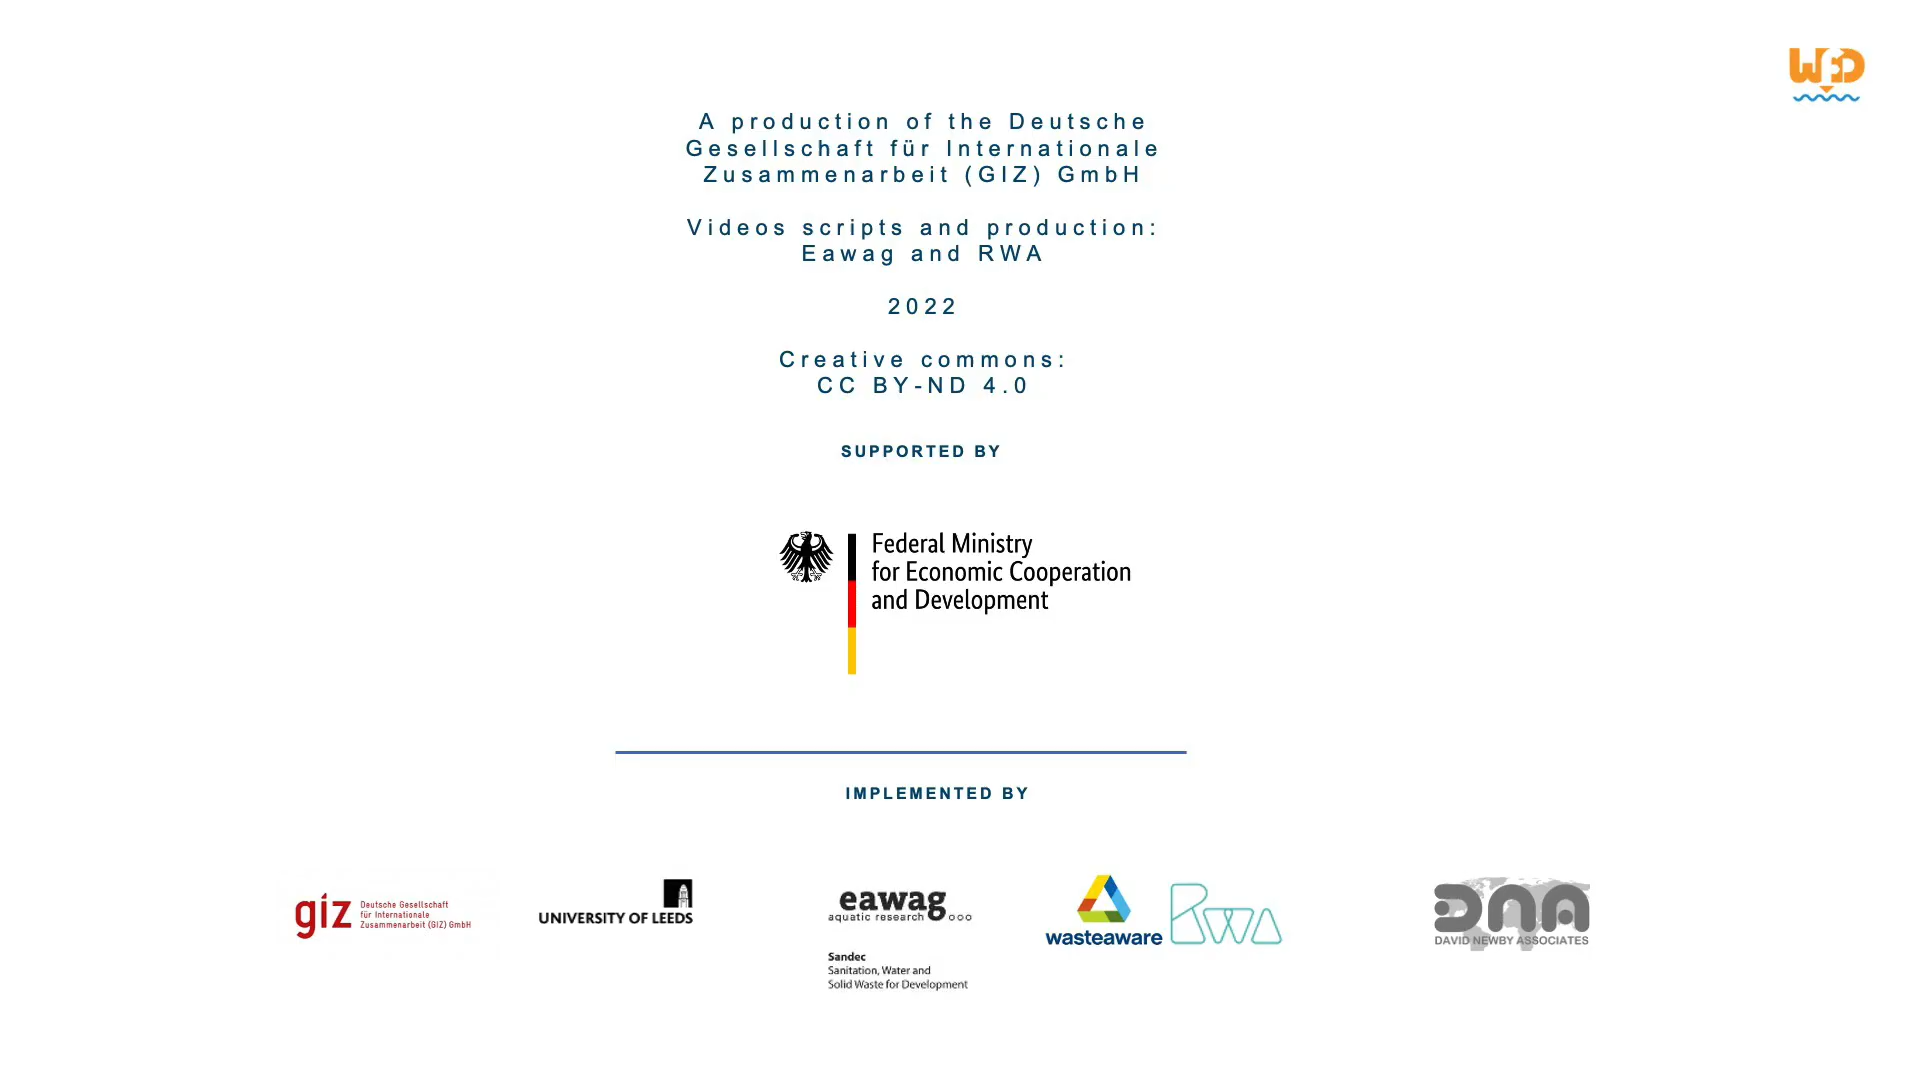 WFD
A production of the Deutsche
Gesellschaft für Internationale
Zusammenarbeit (GIZ) GmbH
Videos scripts and production:
Eawag and RWA
2022
Creative commons:
CC BY-ND 4.0
SUPPORTED BY
Federal Ministry
for Economic Cooperation
and Development
IMPLEMENTED BY
giz
Deutsche Gesellschaft
für Internationale
Zusammenarbeit (GIZ) GmbH
UNIVERSITY OF LEEDS
eawag
aquatic research
Sandec
Sanitation, Water and
Solid Waste for Development
wasteaware
RWA
DNA
DAVID NEWBY ASSOCIATES